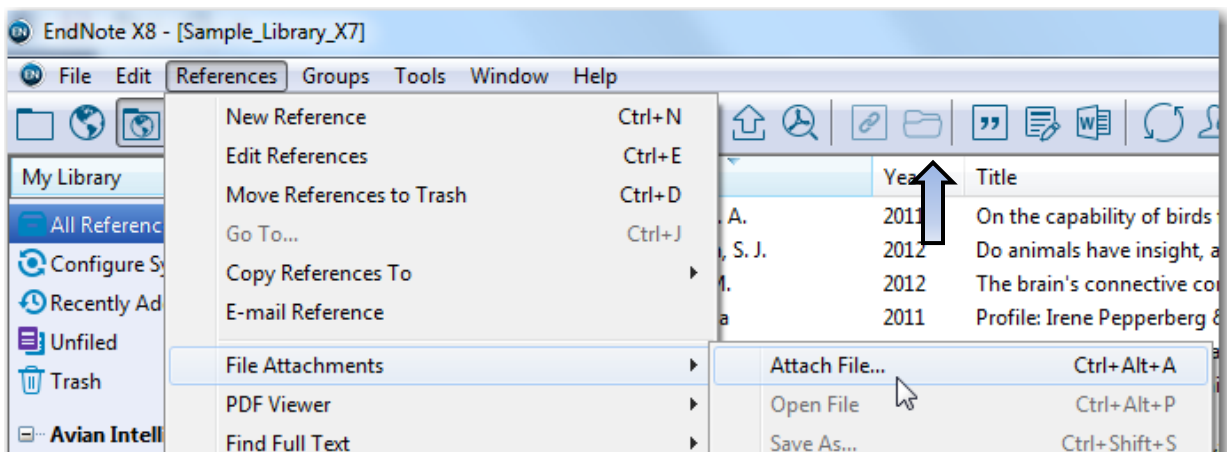 EndNote X8 - [Sample_Library_X7]
File Edit References Groups Tools Window Help
New Reference Ctrl+N
Edit References Ctrl+E
Move References to Trash Ctrl+D
Go To... Ctrl+J
Copy References To
E-mail Reference
File Attachments
PDF Viewer
Find Full Text
Attach File... Ctrl+Alt+A
Open File Ctrl+Alt+P
Save As... Ctrl+Shift+S
My Library
All Referenc
Configure Sy
Recently Ad
Unfiled
Trash
Avian Intelli
Yea Title
. A. 2011 On the capability of birds
, S. J. 2012 Do animals have insight, a
M. 2012 The brain's connective co
a 2011 Profile: Irene Pepperberg &